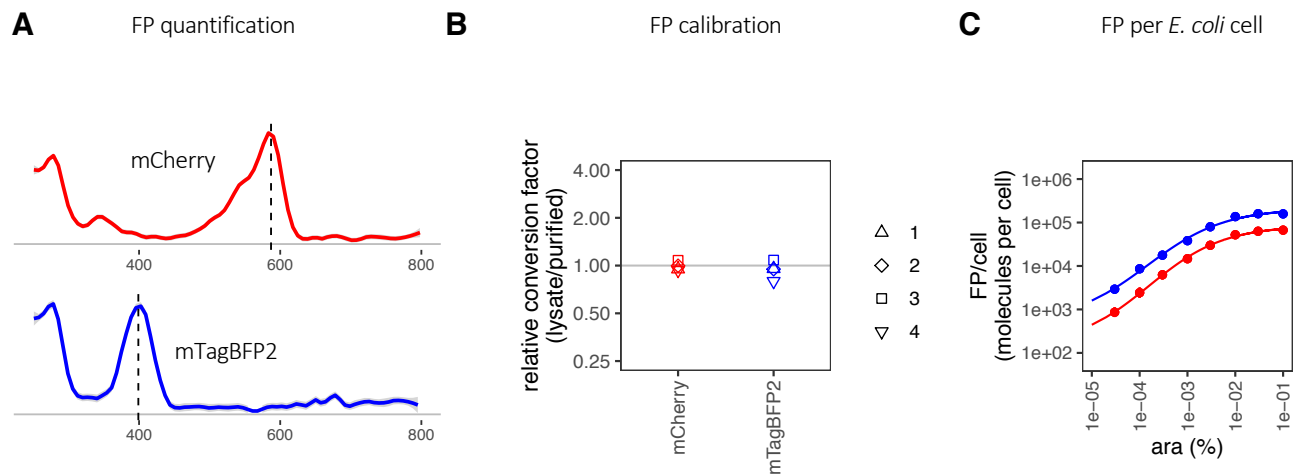 A
FP quantification
mCherry
400
600
800
mTagBFP2
400
600
800
B
FP calibration
relative conversion factor
(lysate/purified)
4.00
2.00
1.00
0.50
0.25
mCherry
mTagBFP2
1
2
3
4
C
FP per E. coli cell
FP/cell
(molecules per cell)
1e+06
1e+05
1e+04
1e+03
1e+02
1e-05
1e-04
1e-03
1e-02
1e-01
ara (%)